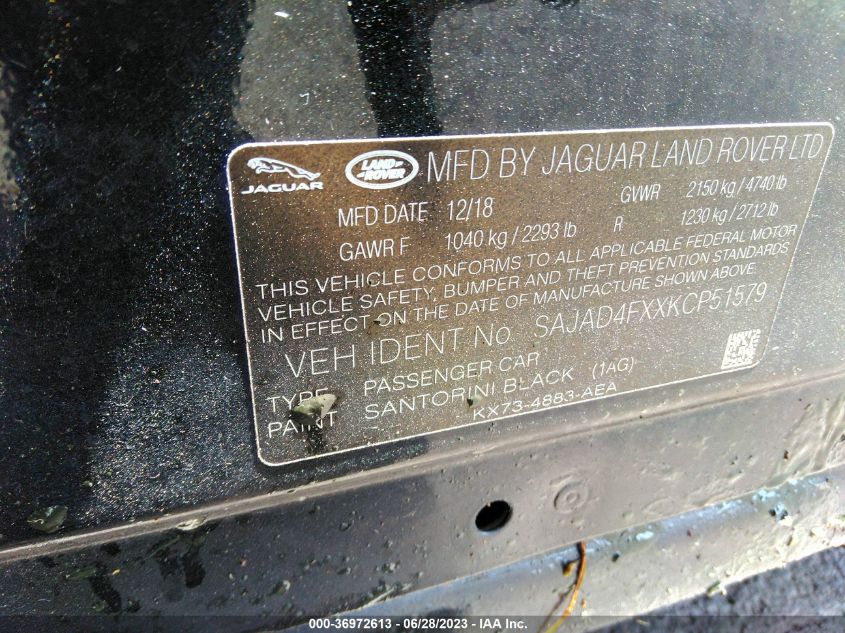 JAGUAR
LAND ROVER
MFD BY JAGUAR LAND ROVER LTD
MFD DATE 12/18 GVWR 2150 kg / 4740 lb
GAWR F 1040 kg / 2293 lb R 1230 kg / 2712 lb
THIS VEHICLE CONFORMS TO ALL APPLICABLE FEDERAL MOTOR
VEHICLE SAFETY, BUMPER AND THEFT PREVENTION STANDARDS
IN EFFECT ON THE DATE OF MANUFACTURE SHOWN ABOVE.
VEH IDENT No SAJAD4FXXKCP51579
TYPE PASSENGER CAR
PAINT SANTORINI BLACK (1AG)
KX73-4883-AEA
000-36972613 - 06/28/2023 - IAA Inc.